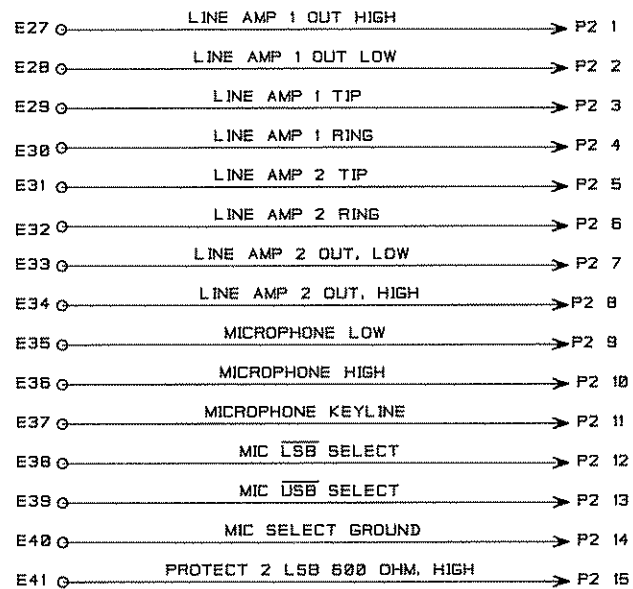 E27 LINE AMP 1 OUT HIGH P2 1
E28 LINE AMP 1 OUT LOW P2 2
E29 LINE AMP 1 TIP P2 3
E30 LINE AMP 1 RING P2 4
E31 LINE AMP 2 TIP P2 5
E32 LINE AMP 2 RING P2 6
E33 LINE AMP 2 OUT, LOW P2 7
E34 LINE AMP 2 OUT, HIGH P2 8
E35 MICROPHONE LOW P2 9
E36 MICROPHONE HIGH P2 10
E37 MICROPHONE KEYLINE P2 11
E38 MIC L̅S̅B̅ SELECT P2 12
E39 MIC U̅S̅B̅ SELECT P2 13
E40 MIC SELECT GROUND P2 14
E41 PROTECT 2 LSB 600 OHM, HIGH P2 15